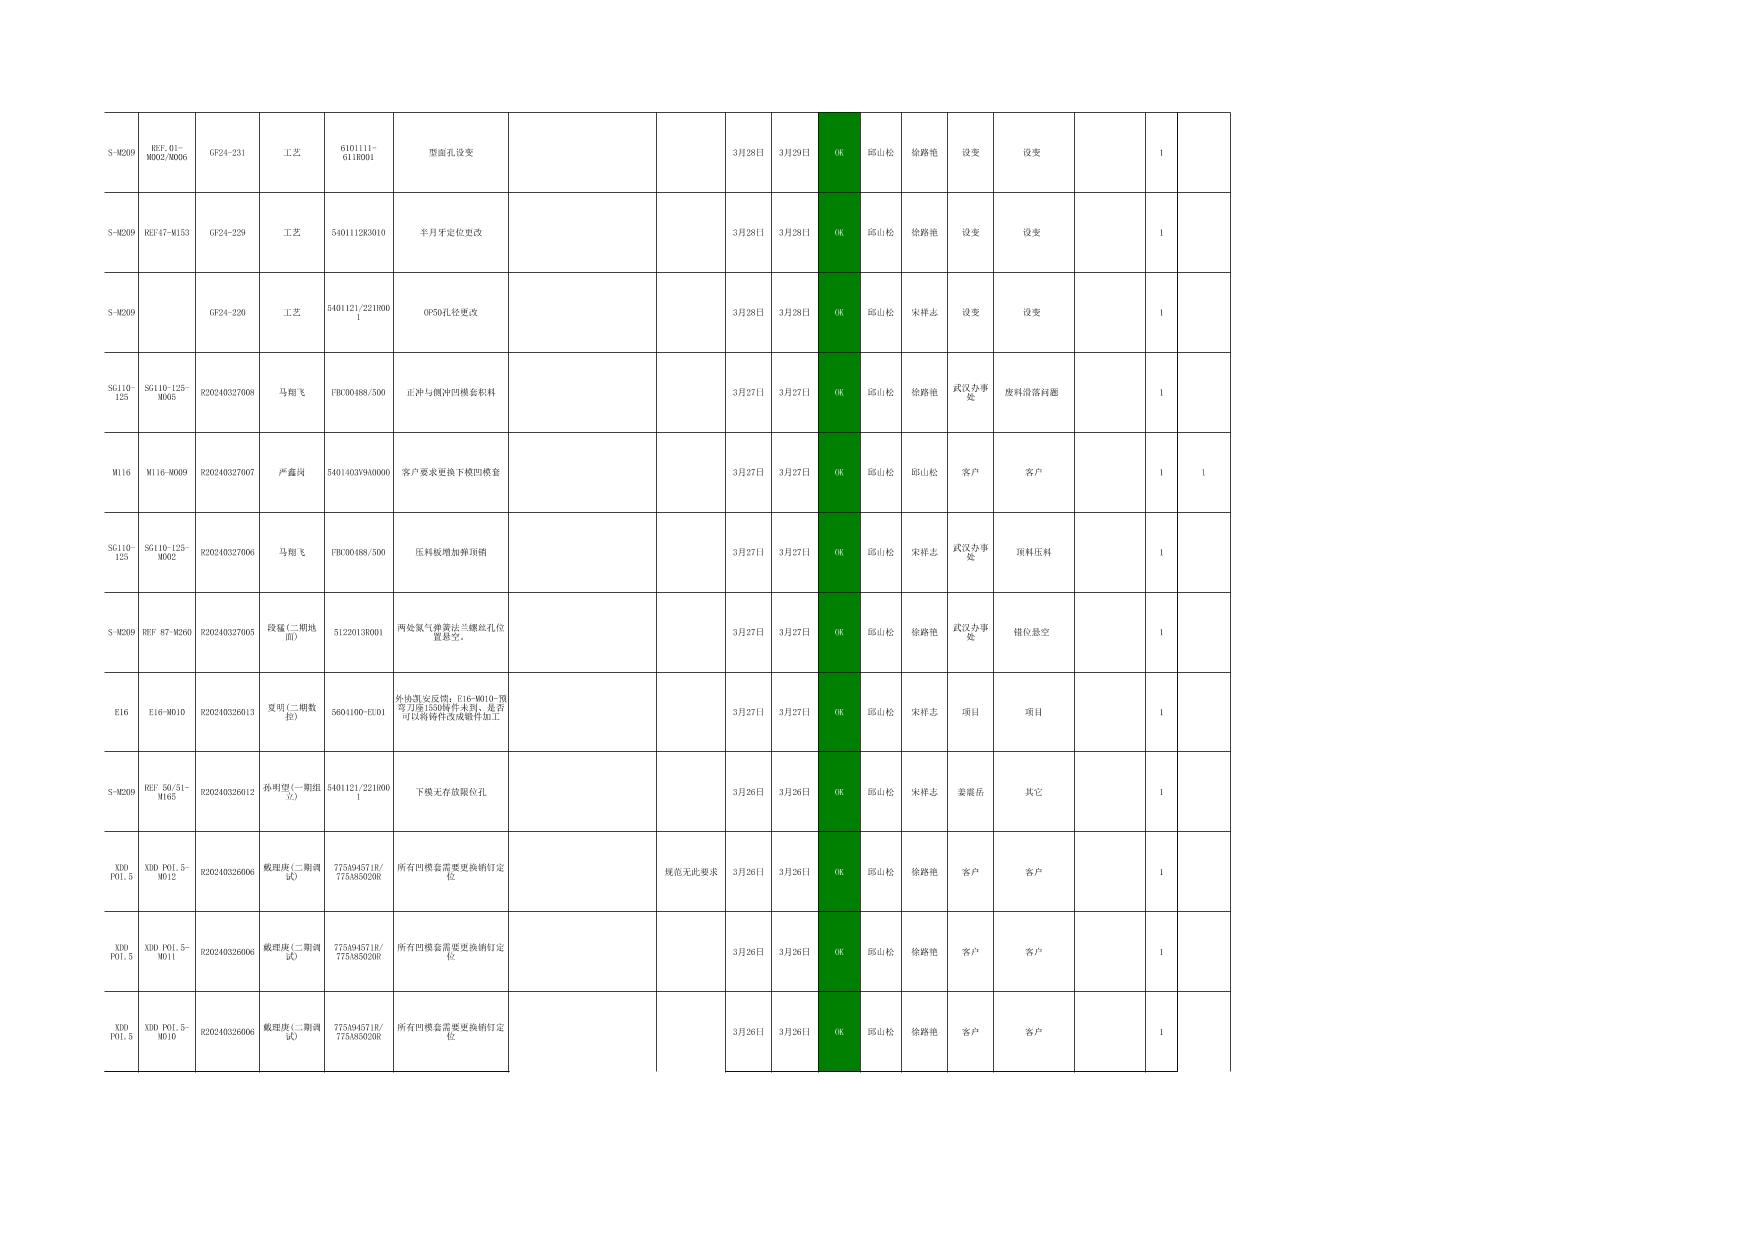 S-M209 REF.01-M002/M006 GF24-231 工艺 6101111-611R001 型面孔设变 3月28日 3月29日 OK 邱山松 徐路艳 设变 设变 1
S-M209 REF47-M153 GF24-229 工艺 5401112R3010 半月牙定位更改 3月28日 3月28日 OK 邱山松 徐路艳 设变 设变 1
S-M209 GF24-220 工艺 5401121/221R001 OP50孔径更改 3月28日 3月28日 OK 邱山松 宋祥志 设变 设变 1
SG110-125 SG110-125-M005 R20240327008 马翔飞 FBC00488/500 正冲与侧冲凹模套积料 3月27日 3月27日 OK 邱山松 徐路艳 武汉办事处 废料滑落问题 1
M116 M116-M009 R20240327007 严鑫岗 5401403V9A0000 客户要求更换下模凹模套 3月27日 3月27日 OK 邱山松 邱山松 客户 客户 1 1
SG110-125 SG110-125-M002 R20240327006 马翔飞 FBC00488/500 压料板增加弹顶销 3月27日 3月27日 OK 邱山松 宋祥志 武汉办事处 顶料压料 1
S-M209 REF 87-M260 R20240327005 段猛(二期地面) 5122013R001 两处氮气弹簧法兰螺丝孔位置悬空。 3月27日 3月27日 OK 邱山松 徐路艳 武汉办事处 错位悬空 1
E16 E16-M010 R20240326013 夏明(二期数控) 5604100-EU01 外协凯安反馈：E16-M010-预弯刀座1550铸件未到、是否可以将铸件改成锻件加工 3月27日 3月27日 OK 邱山松 宋祥志 项目 项目 1
S-M209 REF 50/51-M165 R20240326012 孙明望(一期组立) 5401121/221R001 下模无存放限位孔 3月26日 3月26日 OK 邱山松 宋祥志 姜震岳 其它 1
XDD POI.5 XDD POI.5-M012 R20240326006 戴理庚(二期调试) 775A94571R/775A85020R 所有凹模套需要更换销钉定位 规范无此要求 3月26日 3月26日 OK 邱山松 徐路艳 客户 客户 1
XDD POI.5 XDD POI.5-M011 R20240326006 戴理庚(二期调试) 775A94571R/775A85020R 所有凹模套需要更换销钉定位 3月26日 3月26日 OK 邱山松 徐路艳 客户 客户 1
XDD POI.5 XDD POI.5-M010 R20240326006 戴理庚(二期调试) 775A94571R/775A85020R 所有凹模套需要更换销钉定位 3月26日 3月26日 OK 邱山松 徐路艳 客户 客户 1